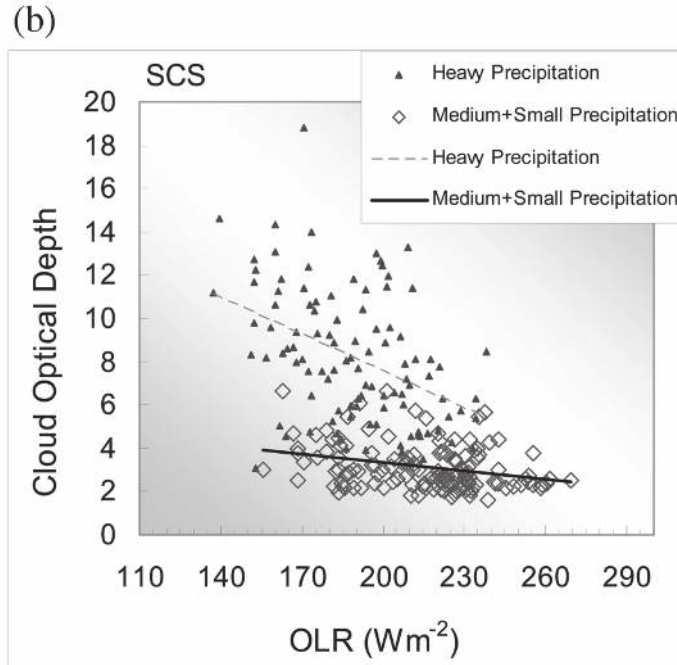 (b)
SCS
Heavy Precipitation
Medium+Small Precipitation
Heavy Precipitation
Medium+Small Precipitation
20
18
16
14
12
10
8
6
4
2
0
Cloud Optical Depth
110 140 170 200 230 260 290
OLR (Wm⁻²)